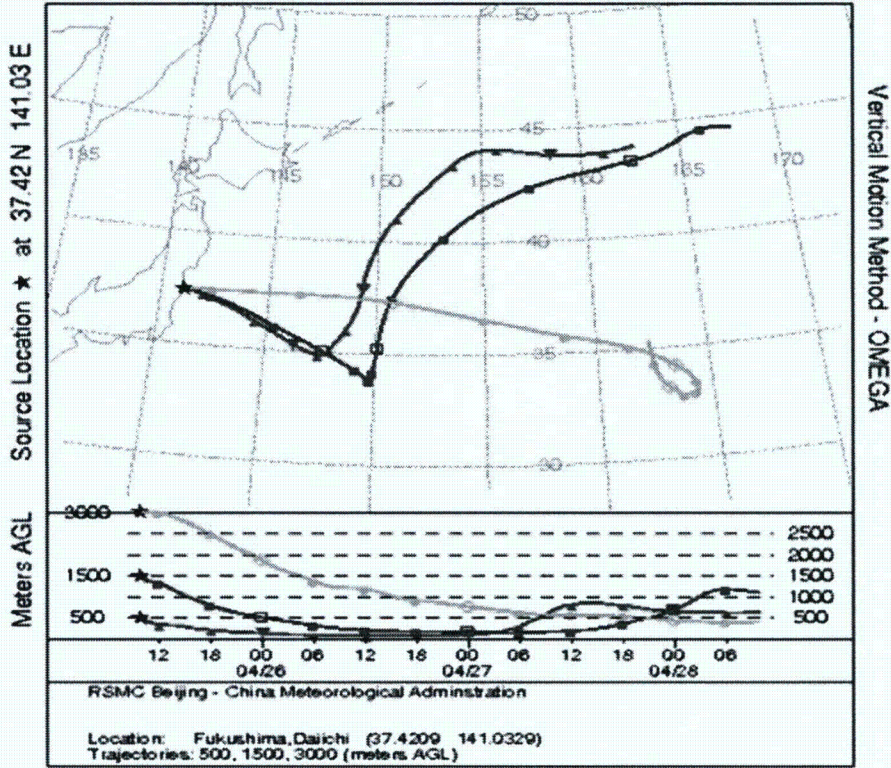 Source Location ★ at 37.42 N 141.03 E
Vertical Motion Method - OMEGA
50
45
135 140 145 150 155 160 165 170
40
35
30
Meters AGL
3000 2500
2000
1500 1500
1000
500 500
12 18 00 06 12 18 00 06 12 18 00 06
04/26 04/27 04/28
RSMC Beijing - China Meteorological Adminstration
Location: Fukushima,Daiichi (37.4209 141.0329)
Trajectories: 500, 1500, 3000 (meters AGL)